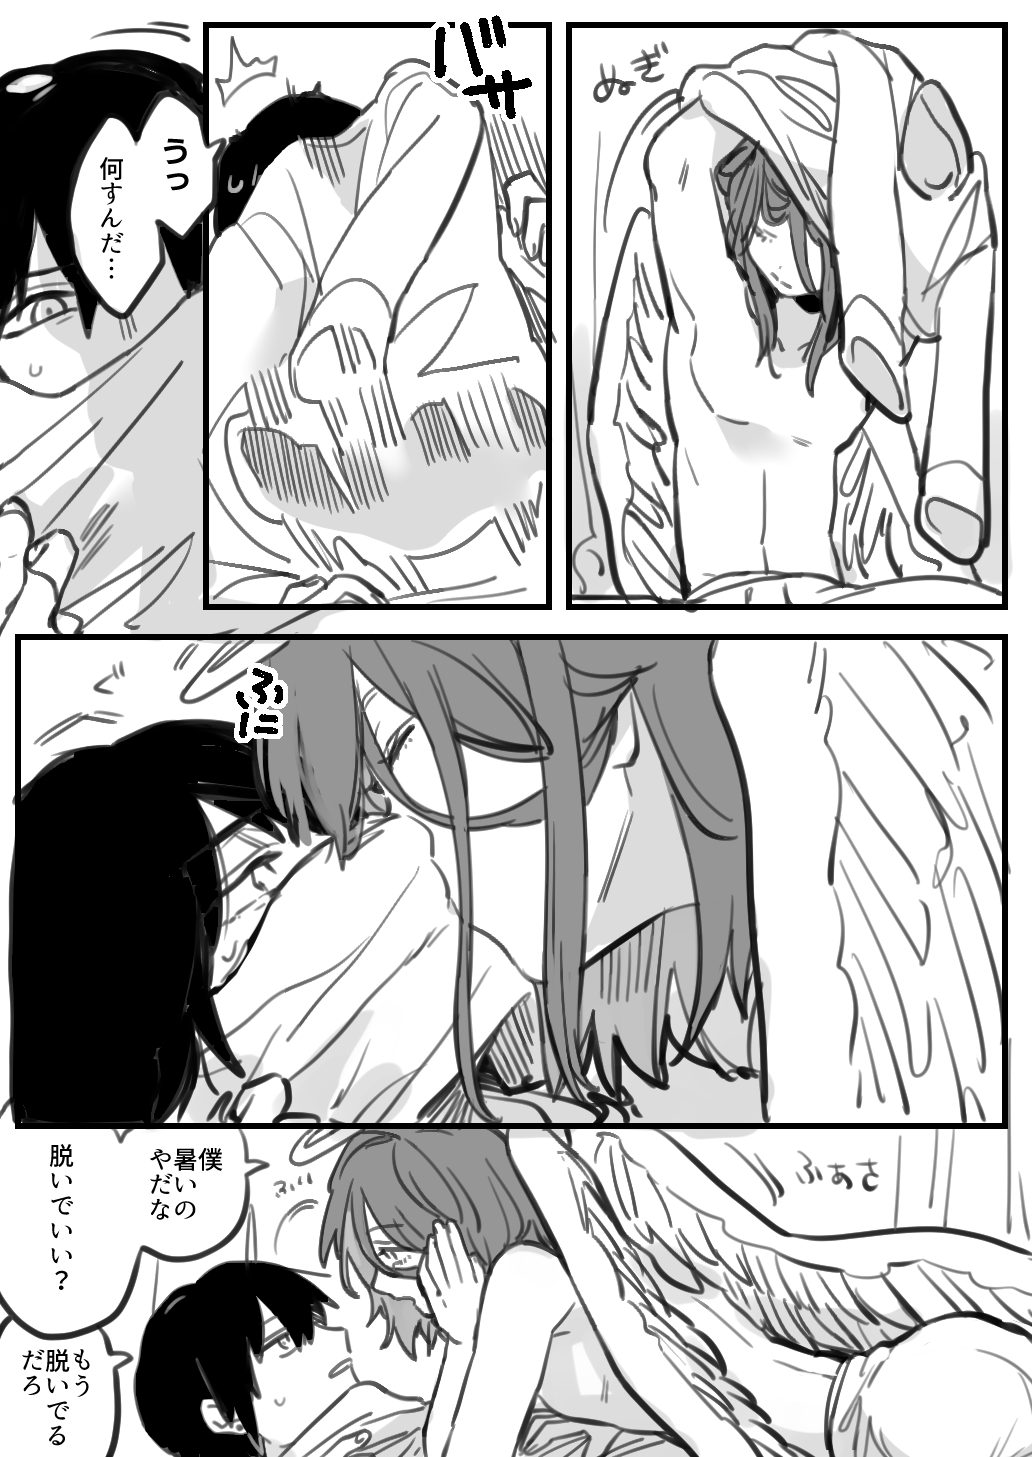 ぬぎ
バサ
うっ
何すんだ…
ふに
ぐ
僕
暑いの
やだな
脱いでいい?
ふぁさ
もう
脱いでる
だろ